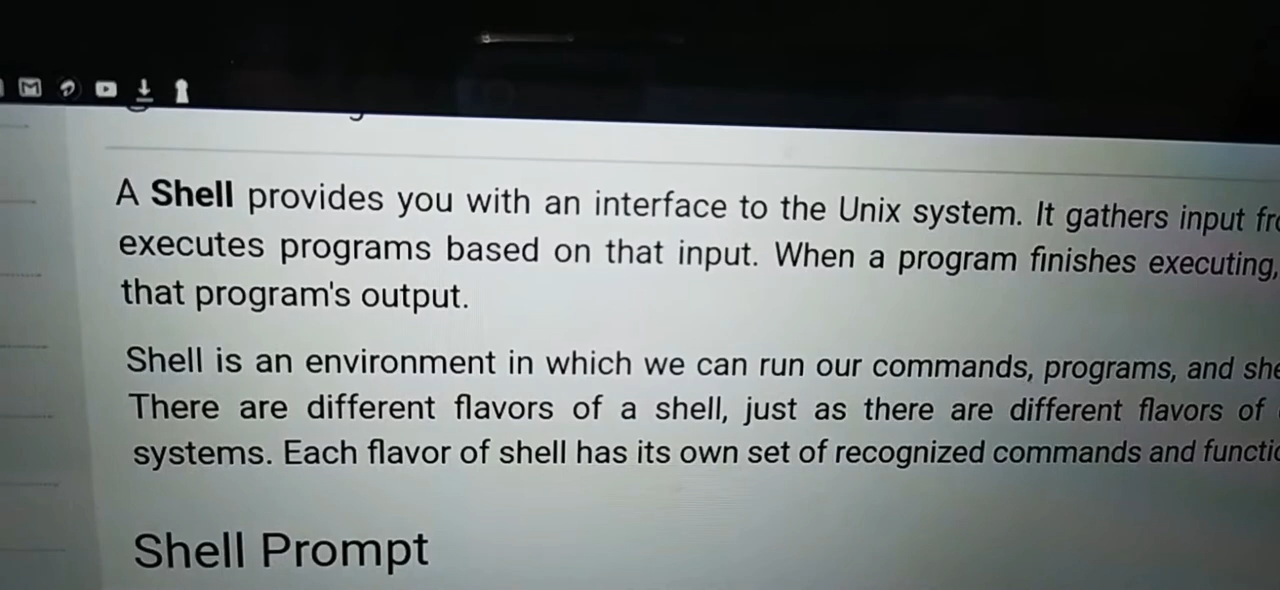 A Shell provides you with an interface to the Unix system. It gathers input
executes programs based on that input. When a program finishes executing,
that program's output.
Shell is an environment in which we can run our commands, programs, and
There are different flavors of a shell, just as there are different flavors of
systems. Each flavor of shell has its own set of recognized commands and
Shell Prompt